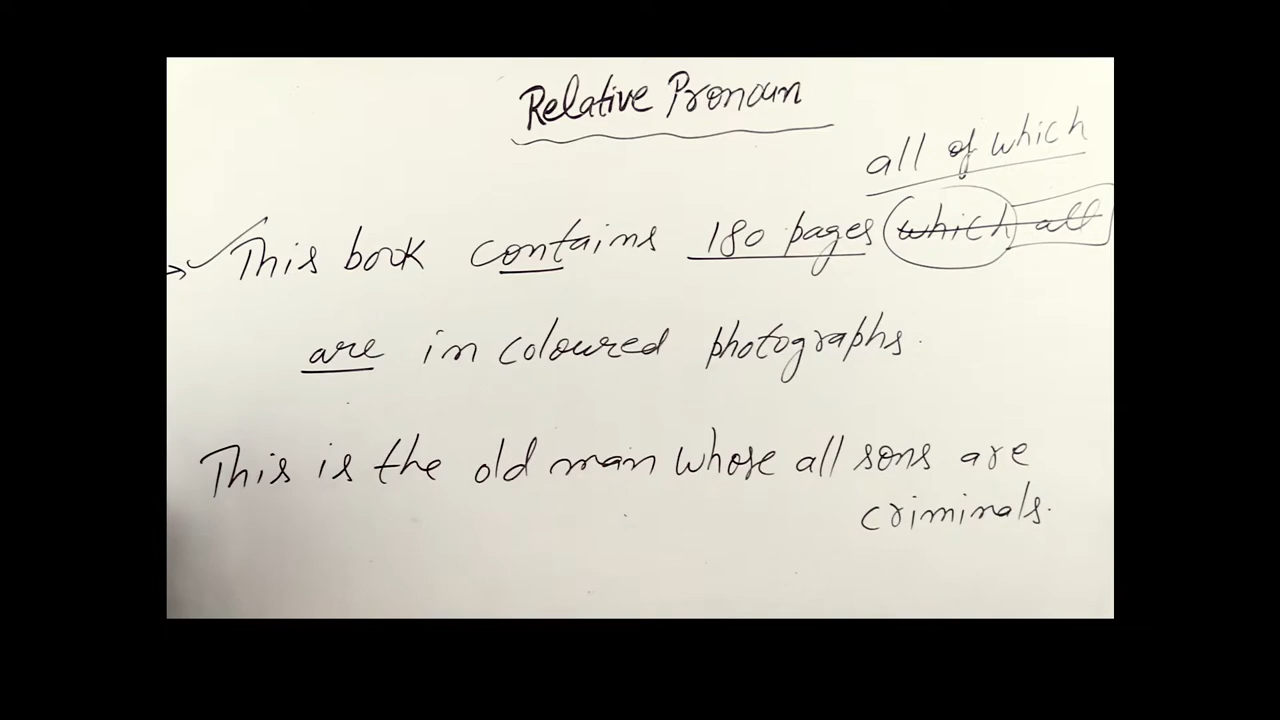 Relative Pronoun
all of which
This book contains 180 pages which all
are in coloured photographs.
This is the old man whose all sons are
criminals.